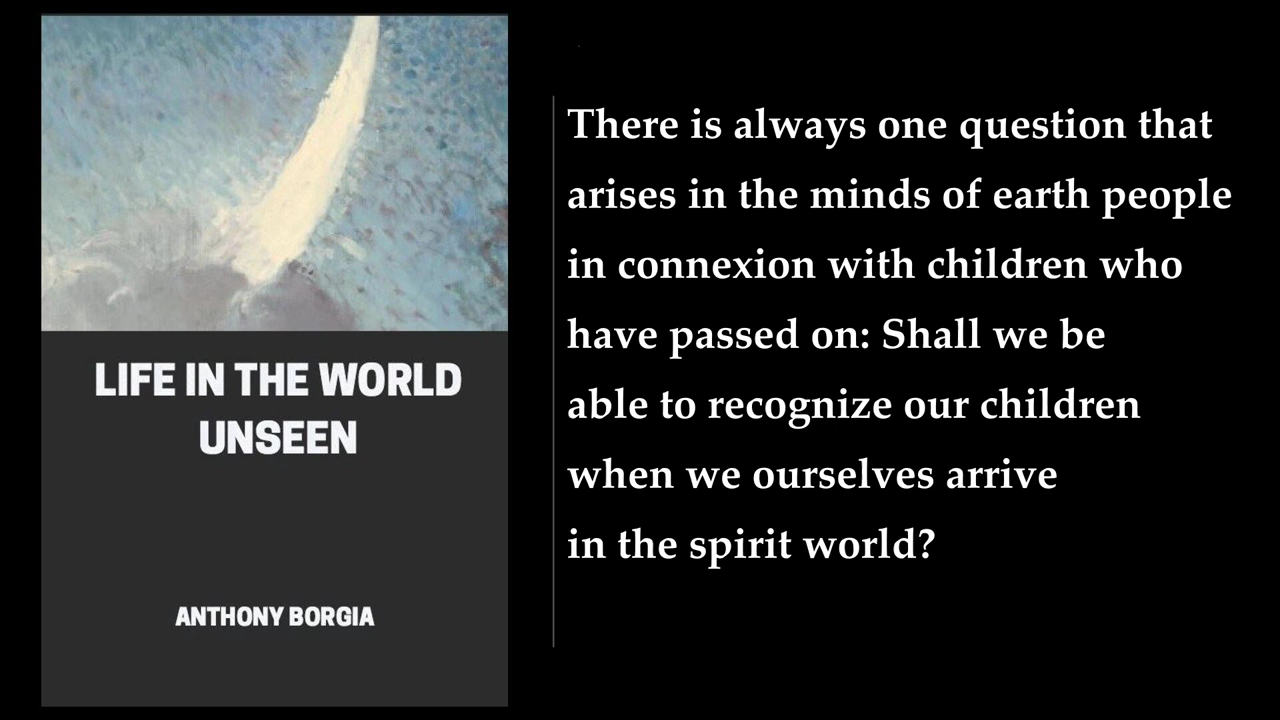 LIFE IN THE WORLD
UNSEEN
ANTHONY BORGIA
There is always one question that
arises in the minds of earth people
in connexion with children who
have passed on: Shall we be
able to recognize our children
when we ourselves arrive
in the spirit world?